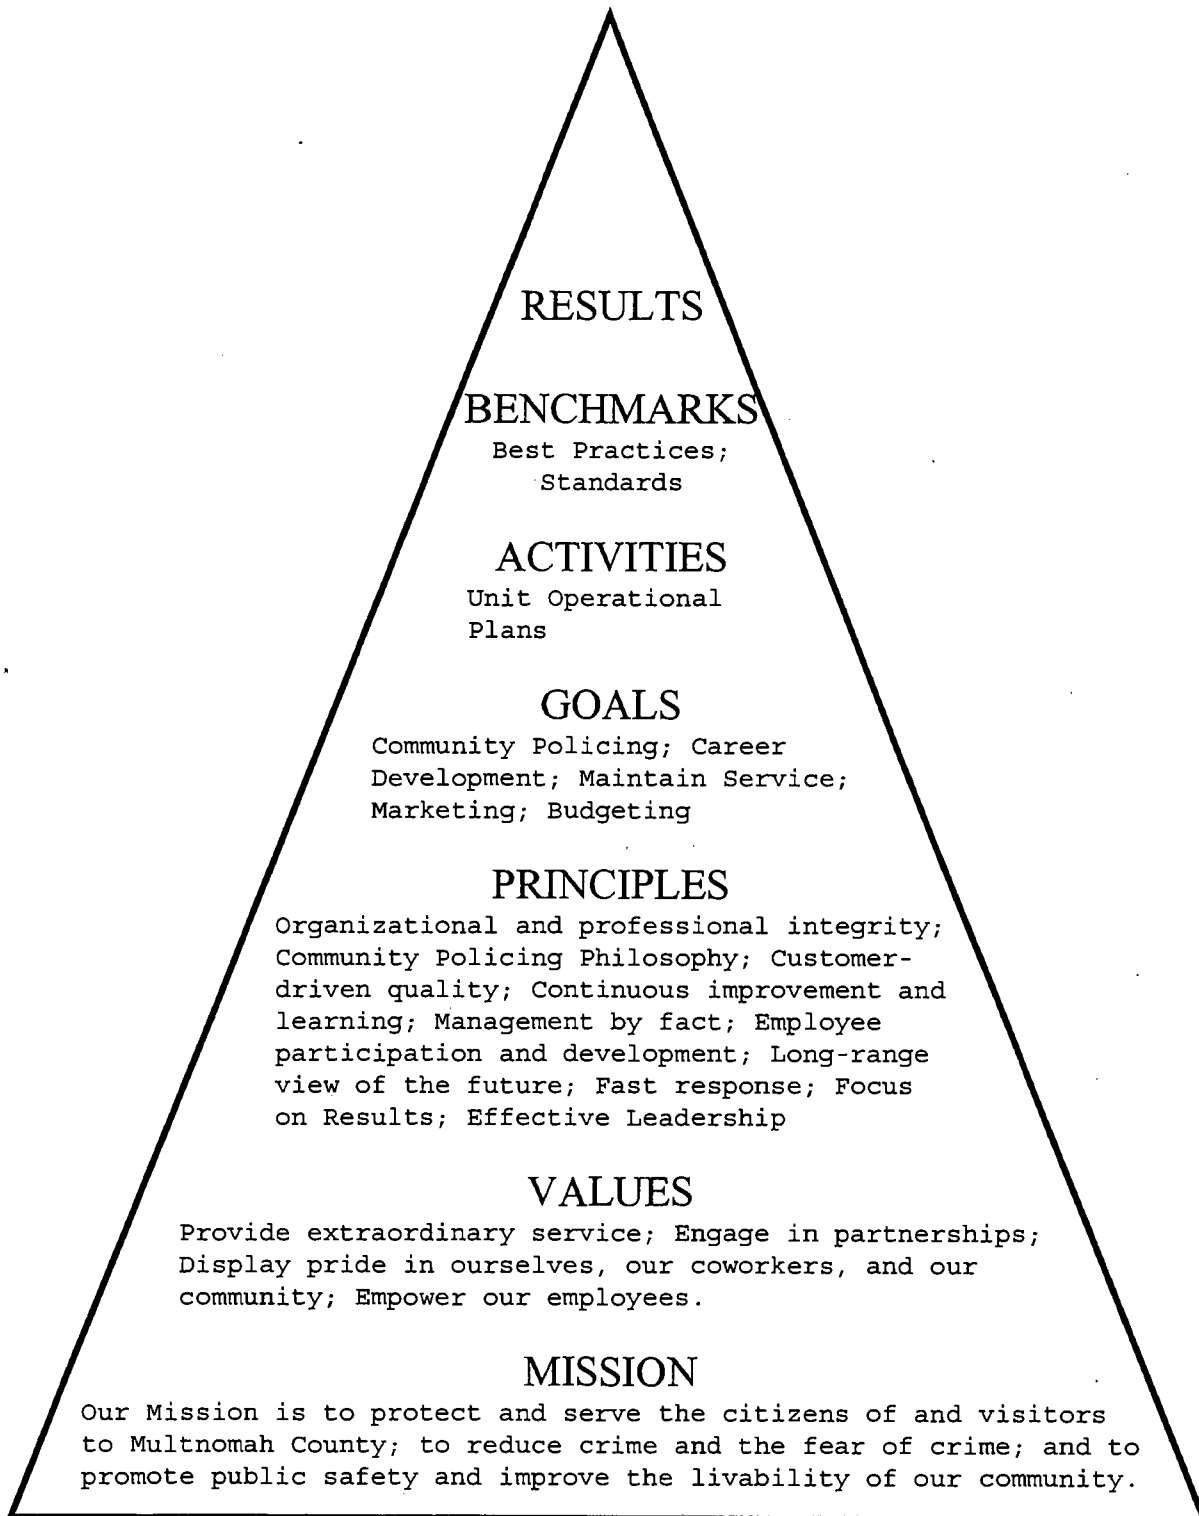 RESULTS
BENCHMARKS
Best Practices;
Standards
ACTIVITIES
Unit Operational
Plans
GOALS
Community Policing; Career
Development; Maintain Service;
Marketing; Budgeting
PRINCIPLES
Organizational and professional integrity;
Community Policing Philosophy; Customer-
driven quality; Continuous improvement and
learning; Management by fact; Employee
participation and development; Long-range
view of the future; Fast response; Focus
on Results; Effective Leadership
VALUES
Provide extraordinary service; Engage in partnerships;
Display pride in ourselves, our coworkers, and our
community; Empower our employees.
MISSION
Our Mission is to protect and serve the citizens of and visitors
to Multnomah County; to reduce crime and the fear of crime; and to
promote public safety and improve the livability of our community.